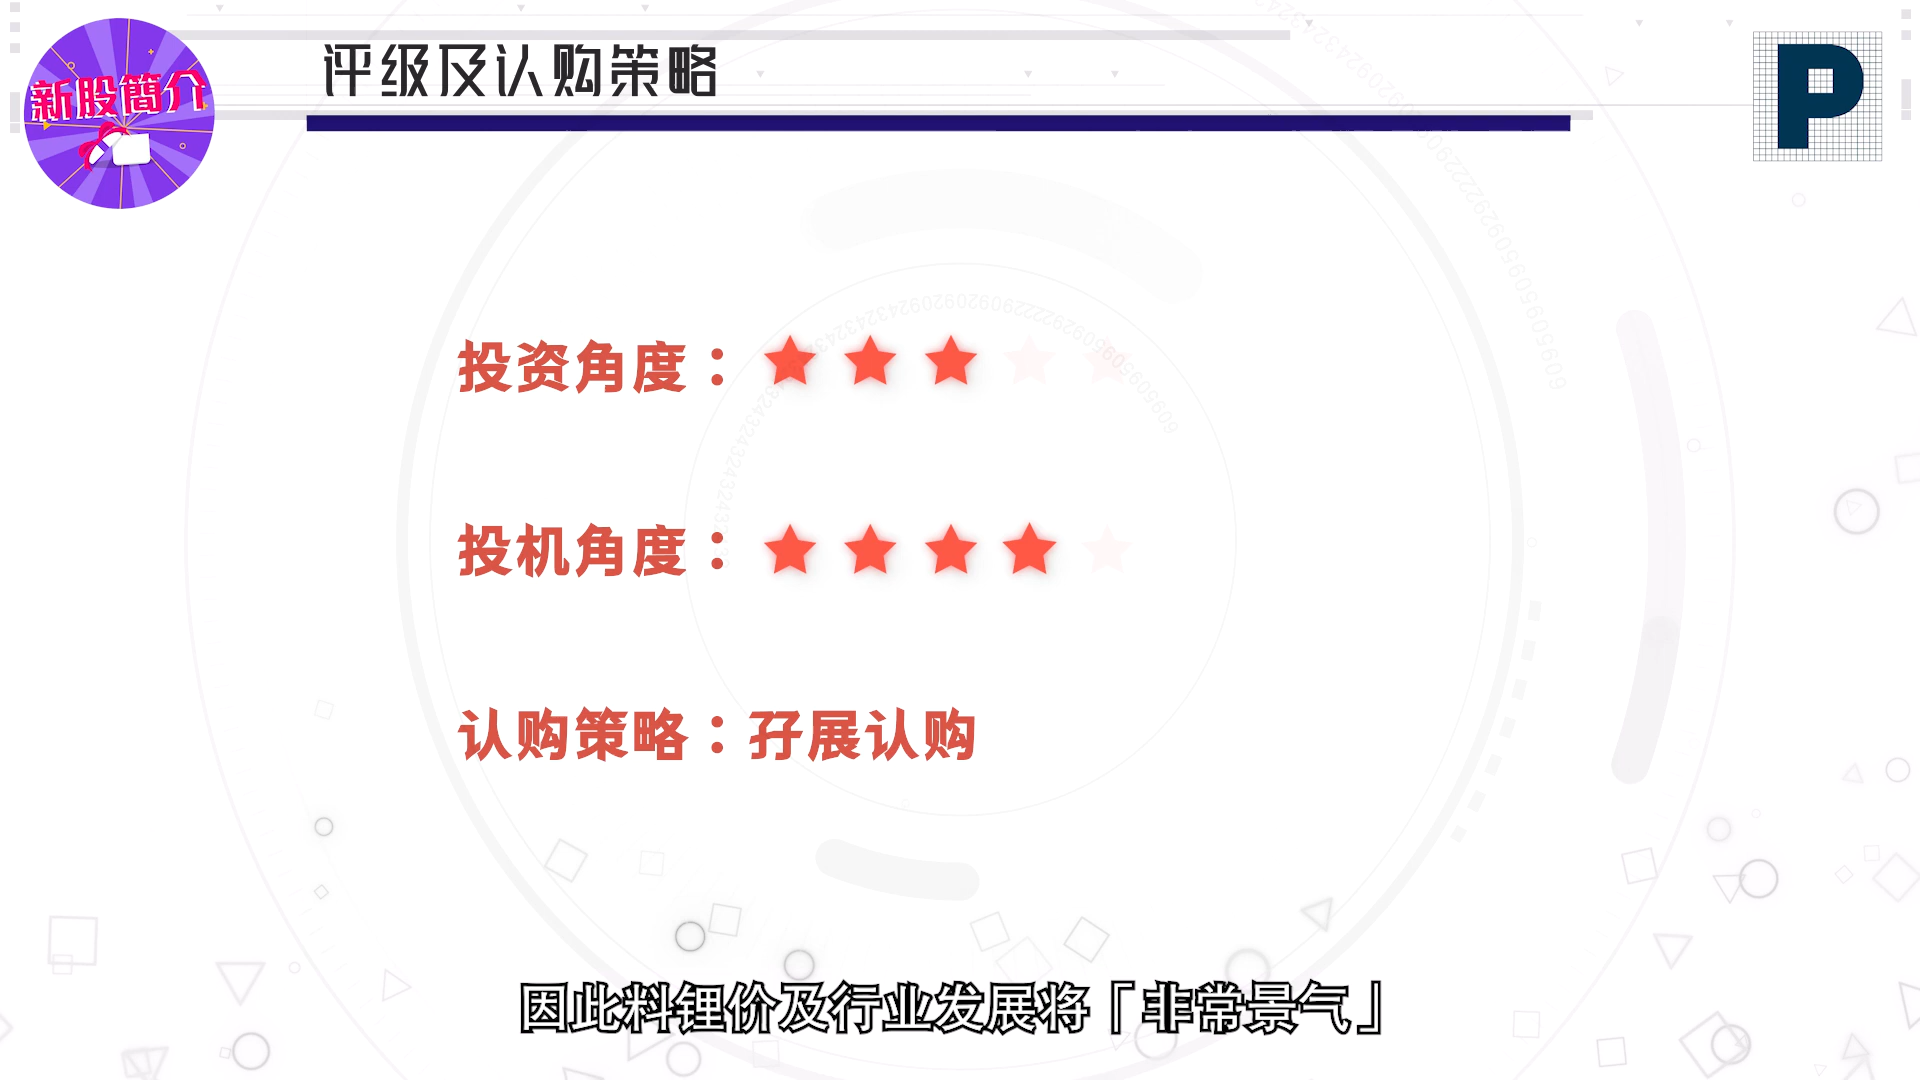 新股簡介
评级及认购策略
P
投资角度：
投机角度：
认购策略：孖展认购
因此料锂价及行业发展将「非常景气」